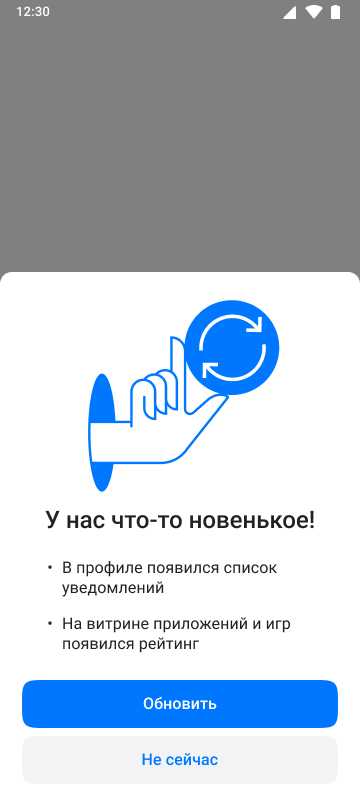 12:30
У нас что-то новенькое!
• В профиле появился список
уведомлений
• На витрине приложений и игр
появился рейтинг
Обновить
Не сейчас